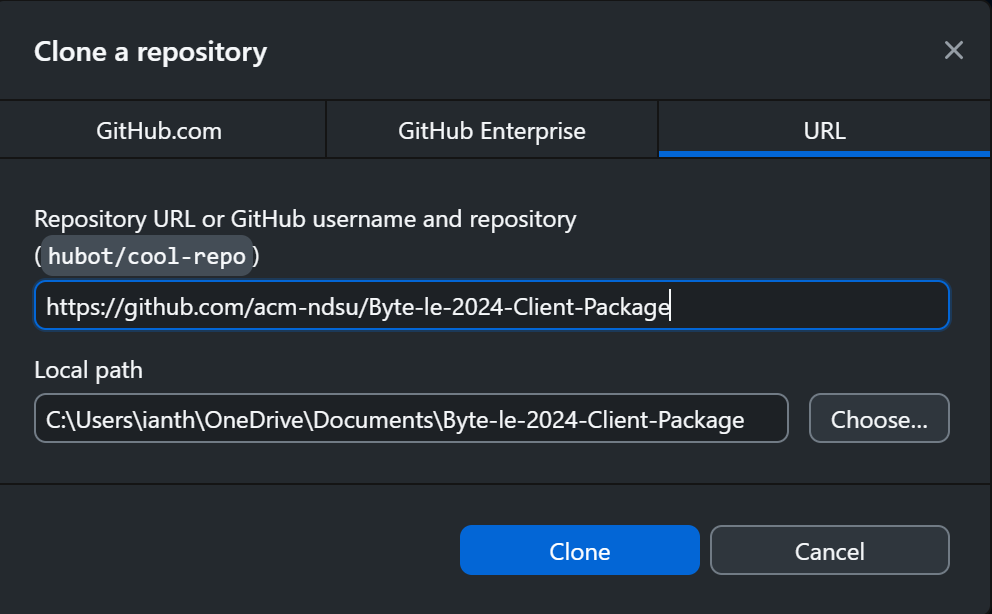 Clone a repository
GitHub.com
GitHub Enterprise
URL
Repository URL or GitHub username and repository
(hubot/cool-repo)
https://github.com/acm-ndsu/Byte-le-2024-Client-Package
Local path
C:\Users\ianth\OneDrive\Documents\Byte-le-2024-Client-Package
Choose...
Clone
Cancel